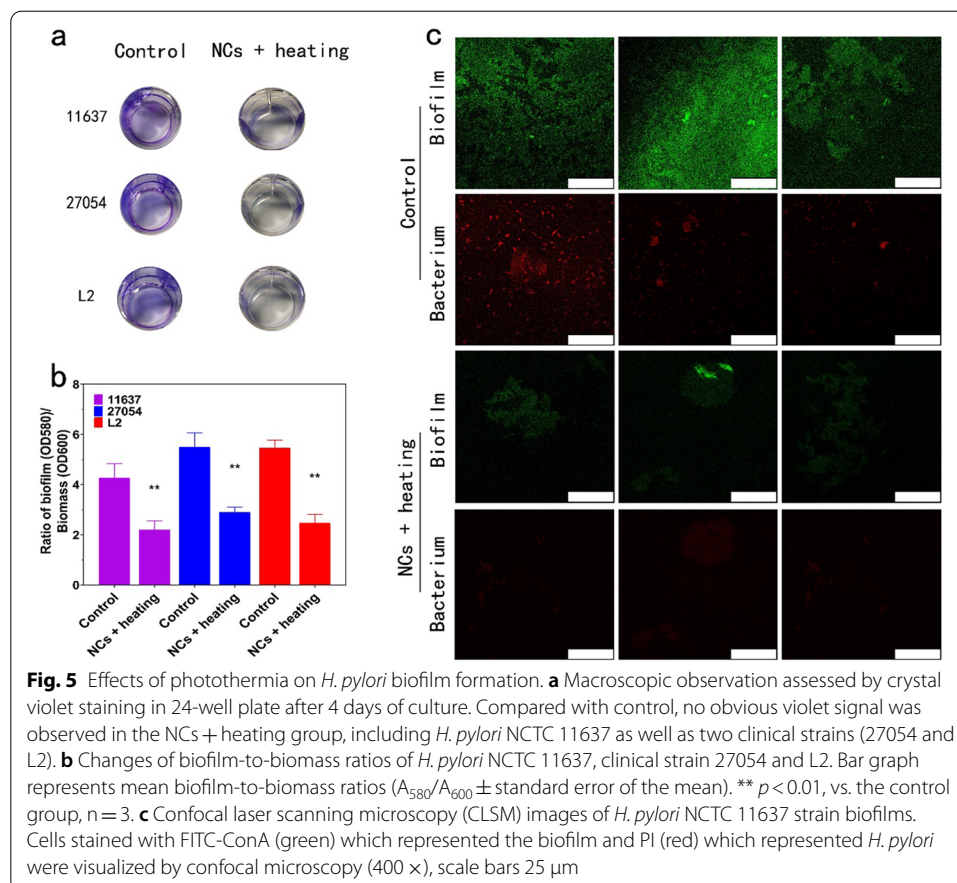 a
Control NCs + heating
11637
27054
L2
b
Ratio of biofilm (OD580)/
Biomass (OD600)
8
6
4
2
0
11637
27054
L2
**
**
**
Control
NCs + heating
Control
NCs + heating
Control
NCs + heating
c
Control
Biofilm
Bacterium
NCs + heating
Biofilm
Bacterium
Fig. 5 Effects of photothermia on H. pylori biofilm formation. a Macroscopic observation assessed by crystal
violet staining in 24-well plate after 4 days of culture. Compared with control, no obvious violet signal was
observed in the NCs + heating group, including H. pylori NCTC 11637 as well as two clinical strains (27054 and
L2). b Changes of biofilm-to-biomass ratios of H. pylori NCTC 11637, clinical strain 27054 and L2. Bar graph
represents mean biofilm-to-biomass ratios (A580/A600 ± standard error of the mean). ** p < 0.01, vs. the control
group, n = 3. c Confocal laser scanning microscopy (CLSM) images of H. pylori NCTC 11637 strain biofilms.
Cells stained with FITC-ConA (green) which represented the biofilm and PI (red) which represented H. pylori
were visualized by confocal microscopy (400 ×), scale bars 25 μm